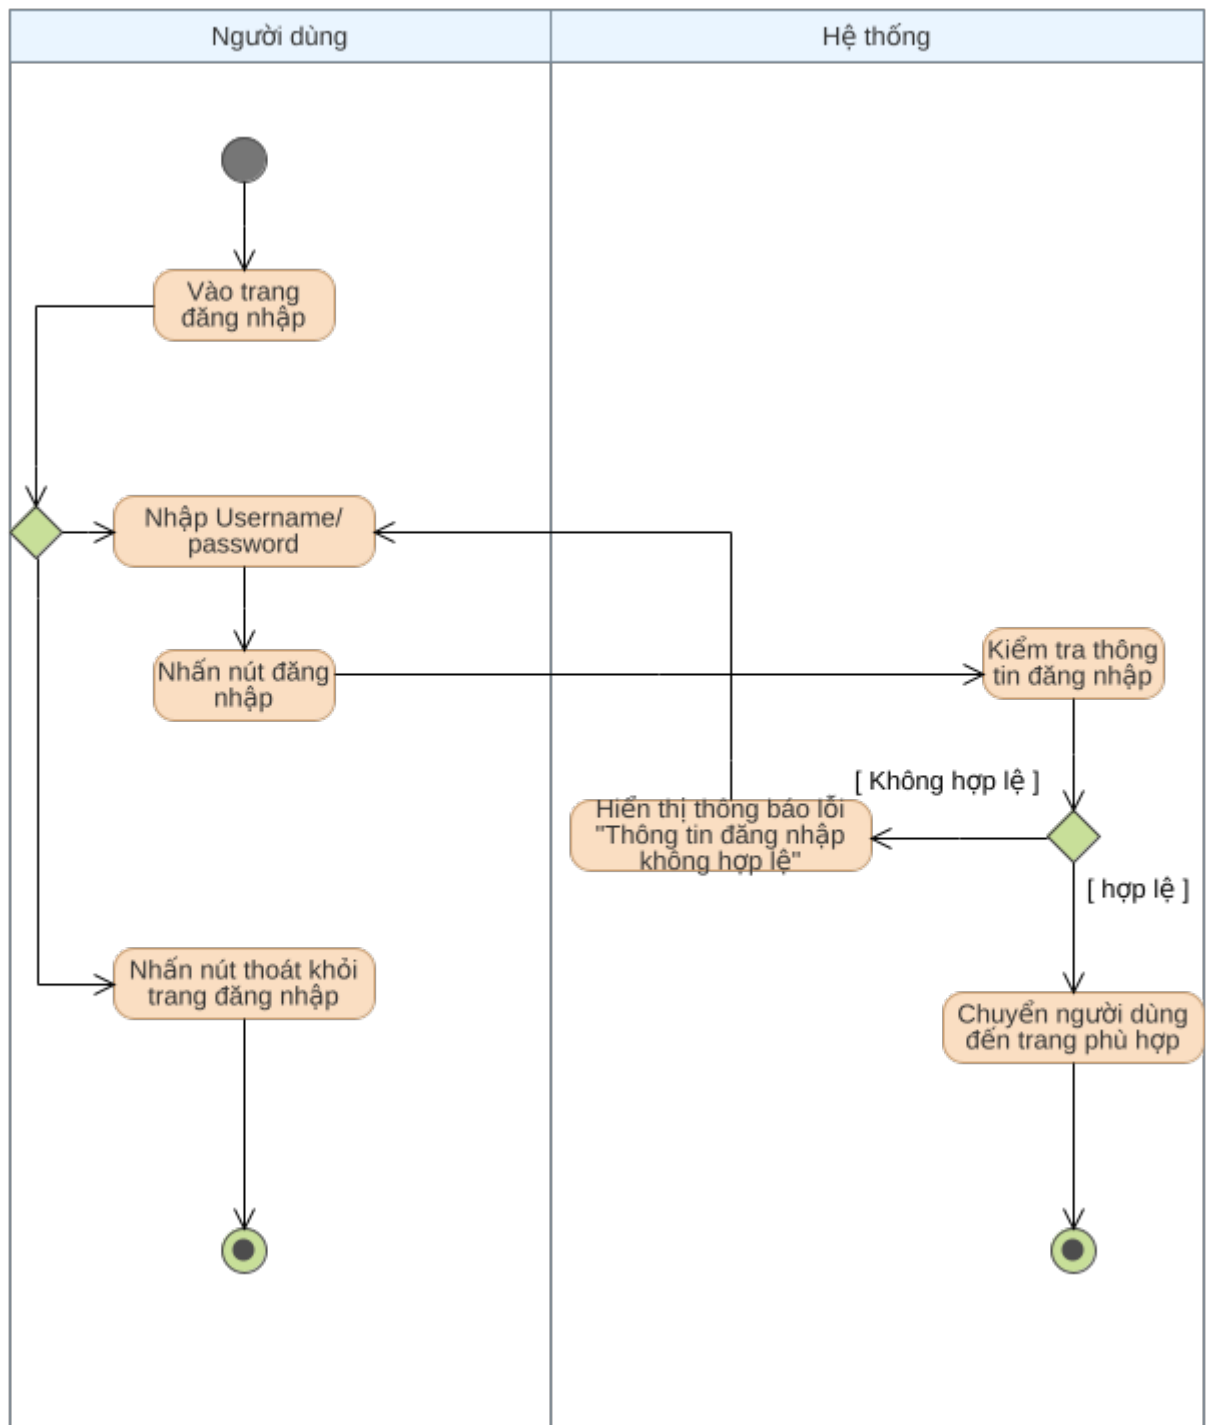 Người dùng
Hệ thống
Vào trang
đăng nhập
Nhập Username/
password
Nhấn nút đăng
nhập
Kiểm tra thông
tin đăng nhập
[ Không hợp lệ ]
Hiển thị thông báo lỗi
"Thông tin đăng nhập
không hợp lệ"
[ hợp lệ ]
Nhấn nút thoát khỏi
trang đăng nhập
Chuyển người dùng
đến trang phù hợp